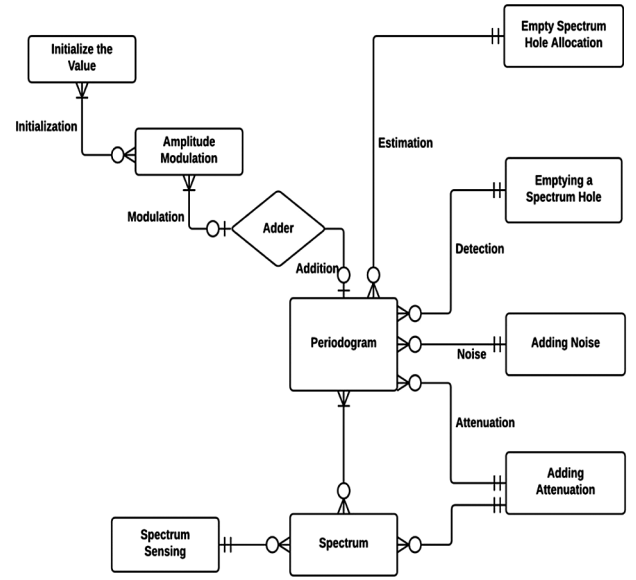 Empty Spectrum
Hole Allocation
Initialize the
Value
Initialization
Amplitude
Modulation
Estimation
Emptying a
Spectrum Hole
Modulation
Adder
Detection
Addition
Periodogram
Adding Noise
Noise
Attenuation
Adding
Attenuation
Spectrum
Sensing
Spectrum